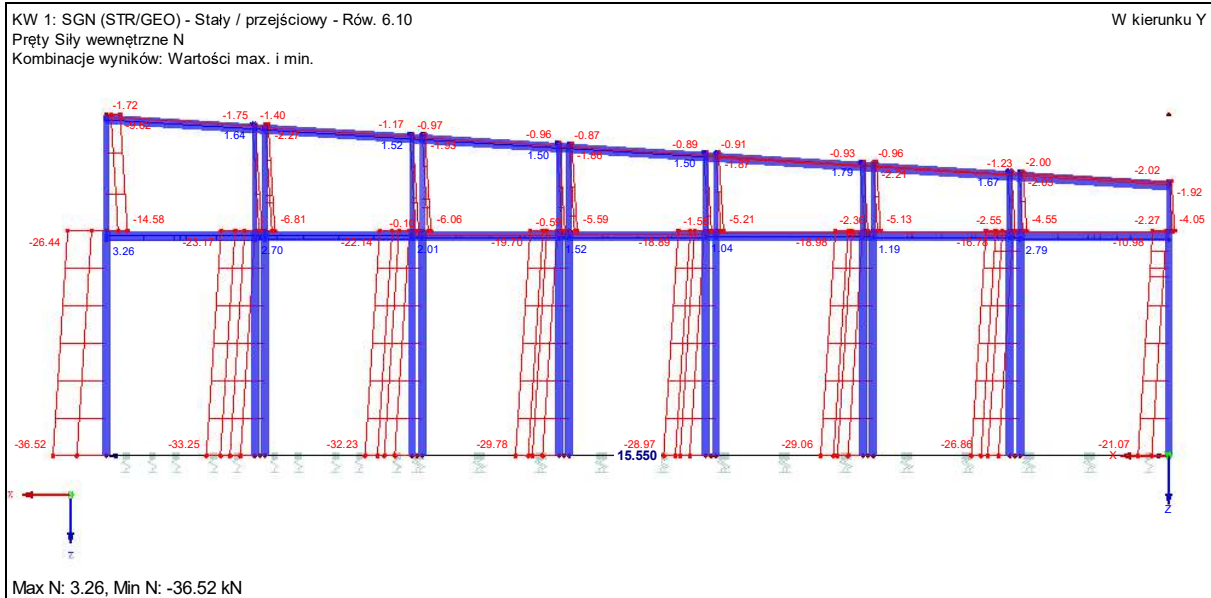 KW 1: SGN (STR/GEO) - Stały / przejściowy - Rów. 6.10 W kierunku Y
Pręty Siły wewnętrzne N
Kombinacje wyników: Wartości max. i min.
-1.72
-1.75 -1.40
1.64 -2.27
-1.17 -0.97
1.52
-0.96 -0.87
1.50
-0.89 -0.91
1.50 -1.87
-0.93 -0.96
1.79 -2.21
-1.23 -2.00
1.67
-2.02
-1.92
-14.58 -6.81 -6.06 -5.59 -5.21 -2.36 -5.13 -2.55 -4.55 -2.27 -4.05
-26.44 -23.17 -22.14 -19.70 -18.89 -18.98 -16.78 -10.98
3.26 2.70 2.01 1.52 1.04 1.19 2.79
-36.52 -33.25 -32.23 -29.78 -28.97 -29.06 -26.86 -21.07
15.550
X
Z
Max N: 3.26, Min N: -36.52 kN